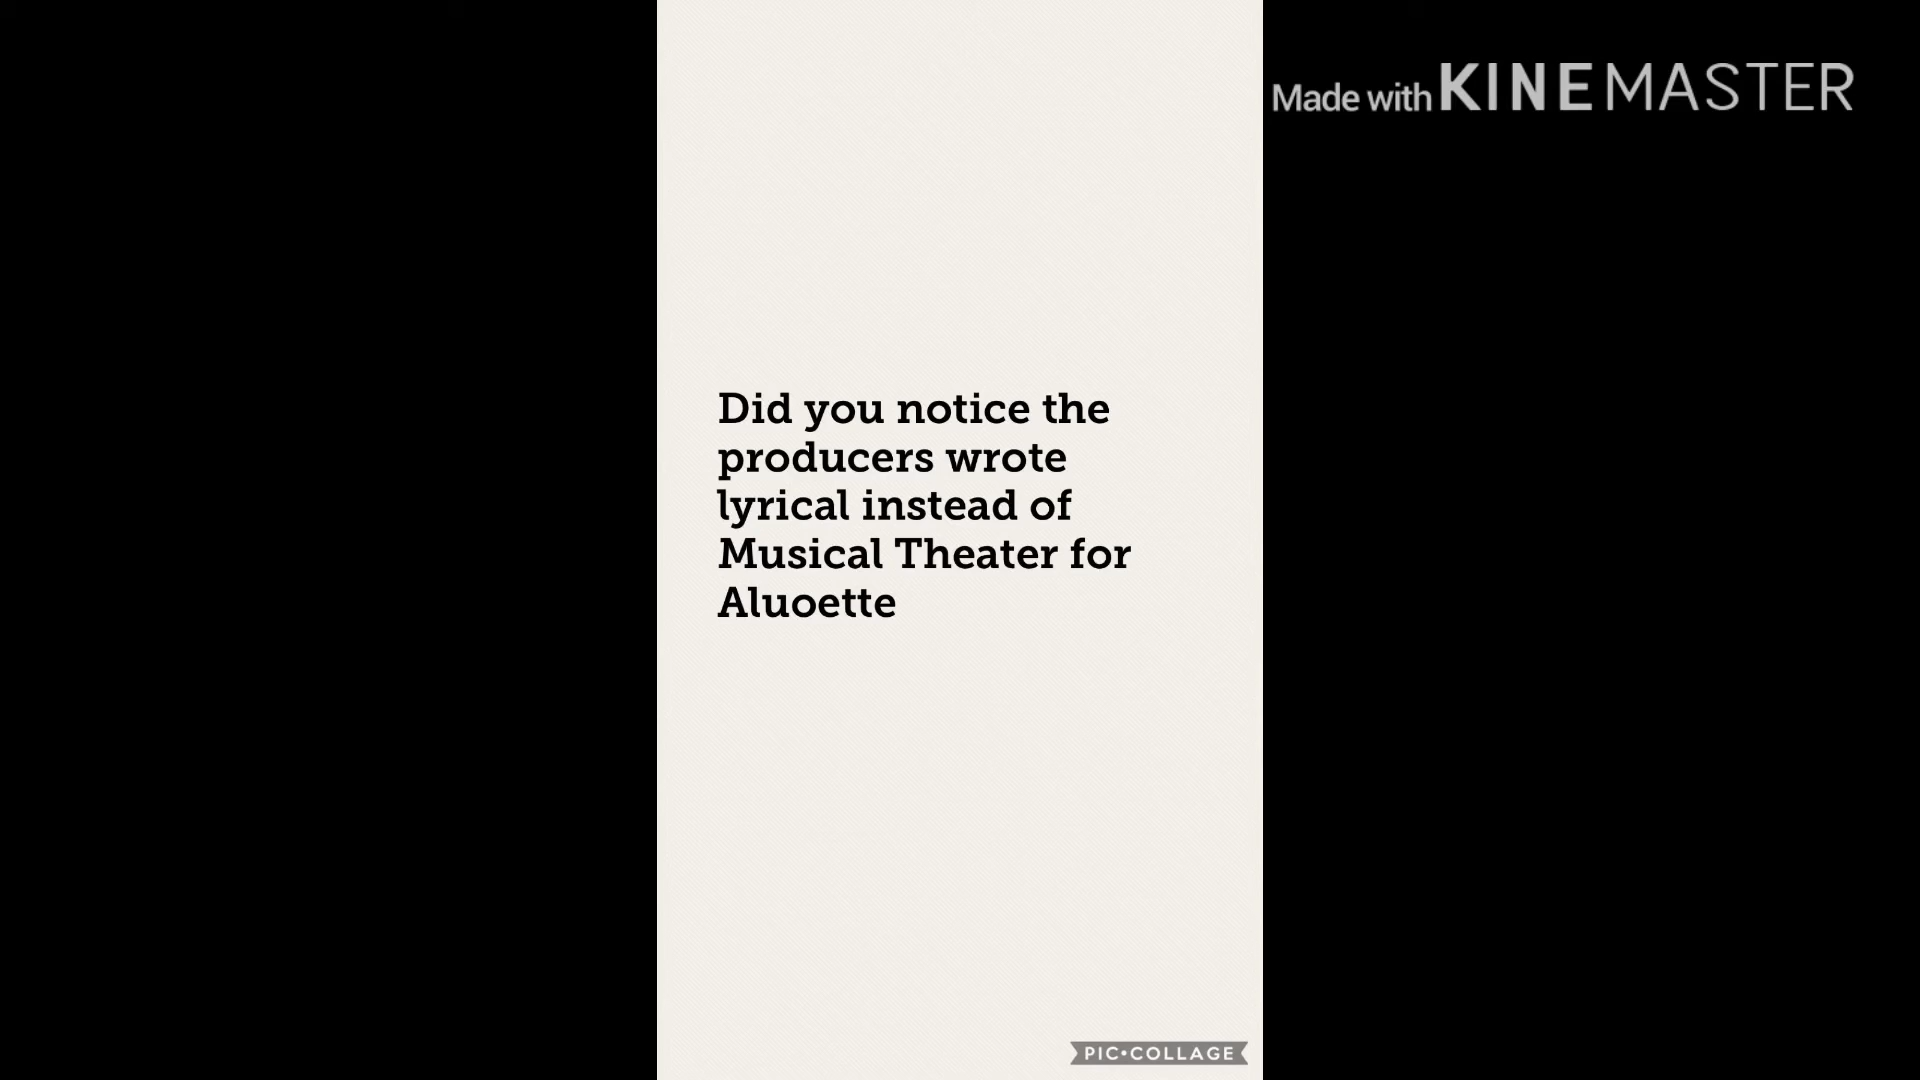 Made with KINEMASTER
Did you notice the
producers wrote
lyrical instead of
Musical Theater for
Aluoette
PIC•COLLAGE